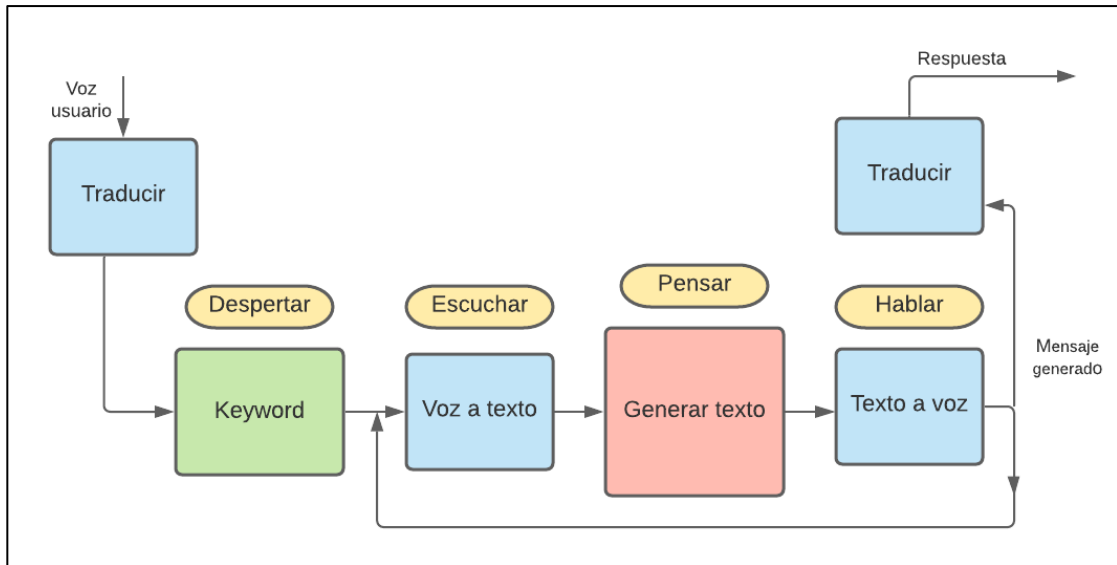 Voz
usuario
Traducir
Respuesta
Traducir
Despertar
Escuchar
Pensar
Hablar
Keyword
Voz a texto
Generar texto
Texto a voz
Mensaje
generado